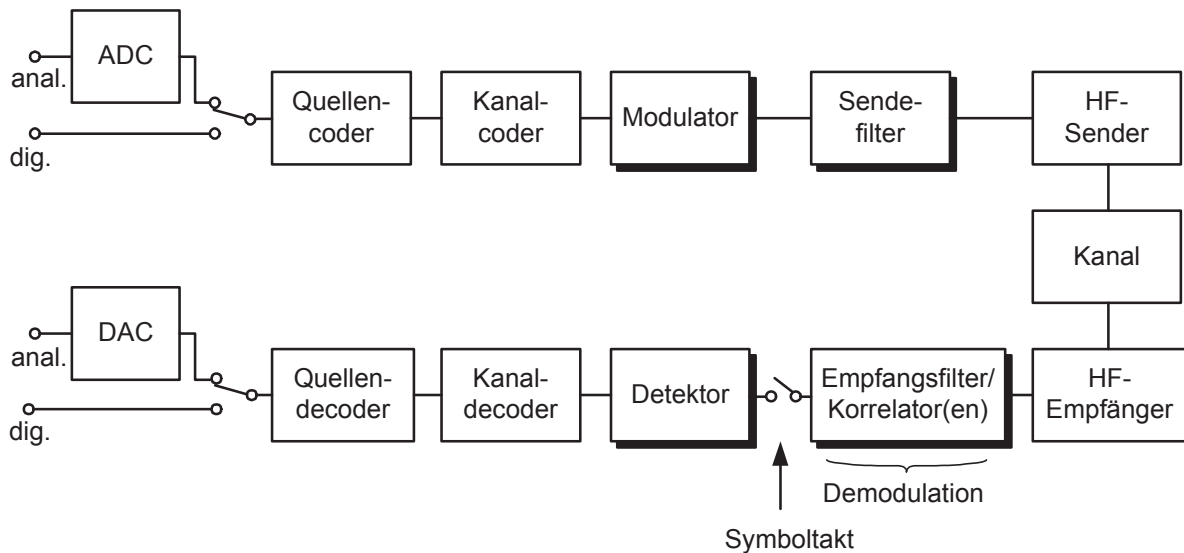 ADC
anal.
dig.
Quellen-
coder
Kanal-
coder
Modulator
Sende-
filter
HF-
Sender
Kanal
DAC
anal.
dig.
Quellen-
decoder
Kanal-
decoder
Detektor
Empfangsfilter/
Korrelator(en)
HF-
Empfänger
Demodulation
Symboltakt